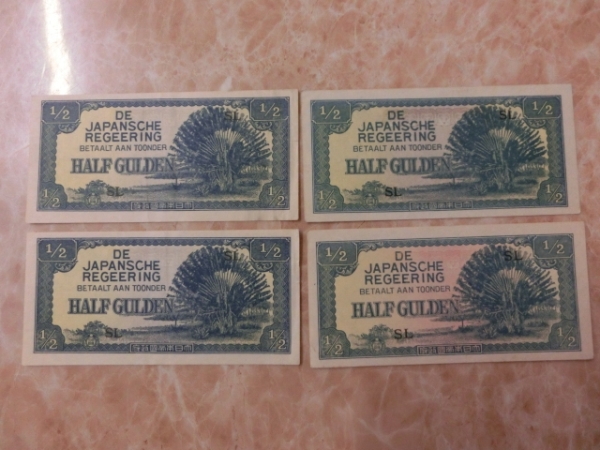 1/2
1/2
DE
JAPANSCHE
REGEERING
BETAALT AAN TOONDER
HALF GULDEN
SL
SL
1/2
1/2
1/2
1/2
DE
JAPANSCHE
REGEERING
BETAALT AAN TOONDER
HALF GULDEN
SL
SL
1/2
1/2
1/2
1/2
DE
JAPANSCHE
REGEERING
BETAALT AAN TOONDER
HALF GULDEN
SL
SL
1/2
1/2
1/2
1/2
DE
JAPANSCHE
REGEERING
BETAALT AAN TOONDER
HALF GULDEN
SL
SL
1/2
1/2